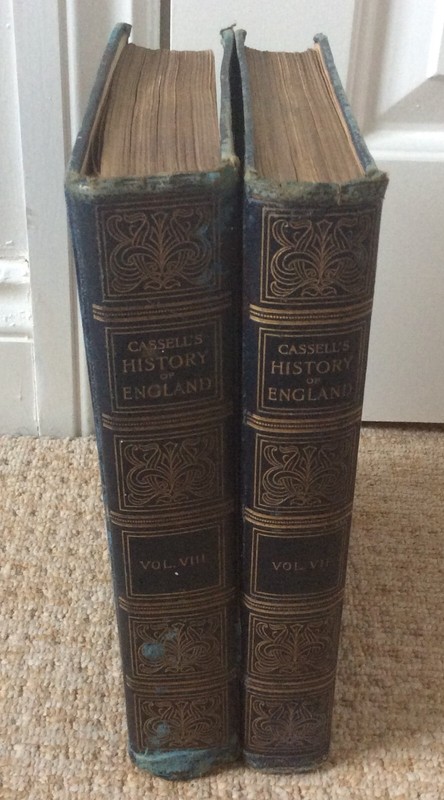 CASSELL'S
HISTORY
OF
ENGLAND
VOL. VIII
CASSELL'S
HISTORY
OF
ENGLAND
VOL. VII